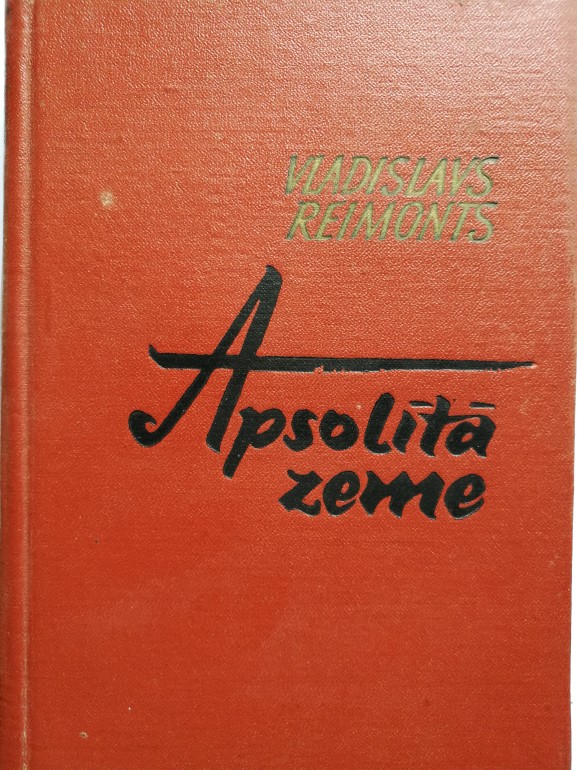 VLADISLAVS
REIMONTS
Apsolītā
zeme